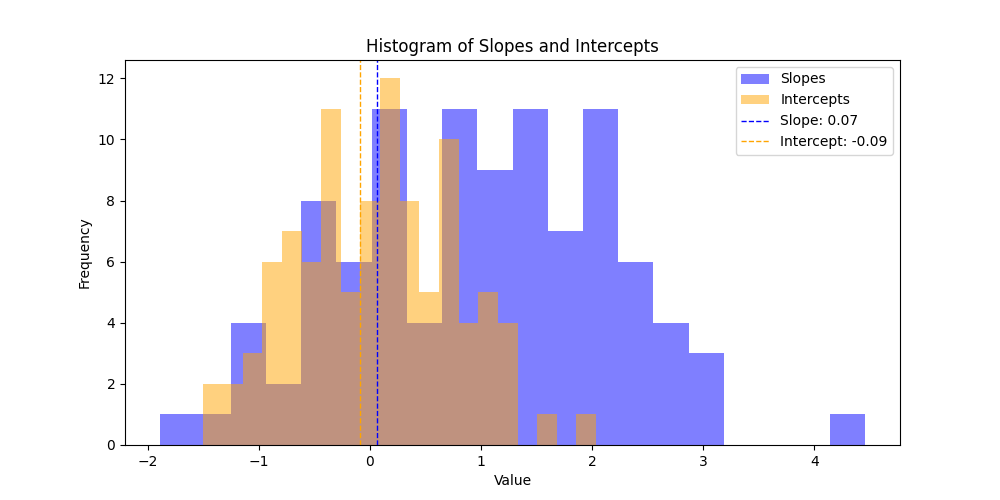 Histogram of Slopes and Intercepts
Slopes
Intercepts
Slope: 0.07
Intercept: -0.09
Frequency
12
10
8
6
4
2
0
−2
−1
0
1
2
3
4
Value